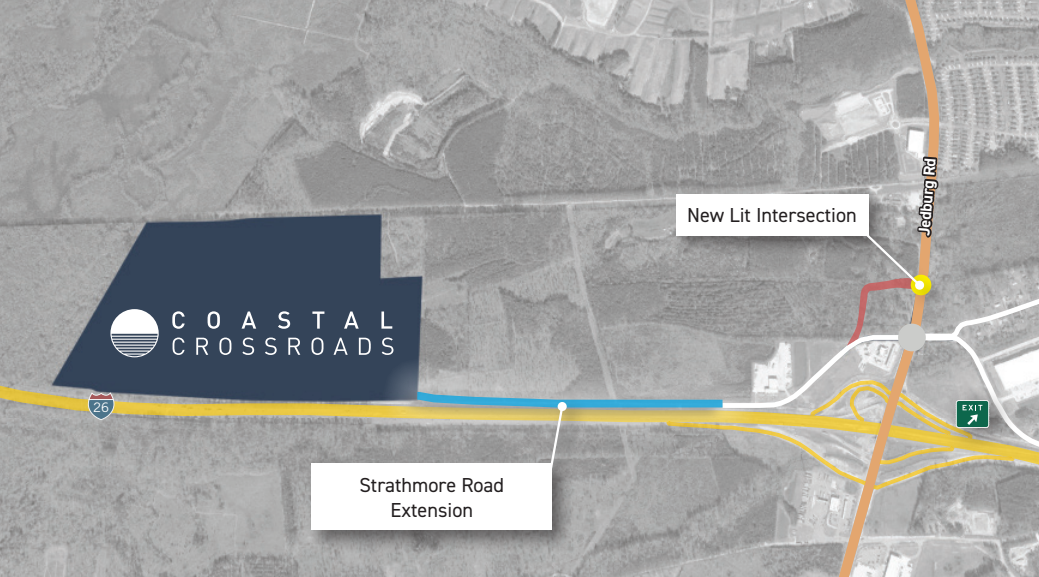 New Lit Intersection
Jedburg Rd
COASTAL
CROSSROADS
26
EXIT
Strathmore Road
Extension